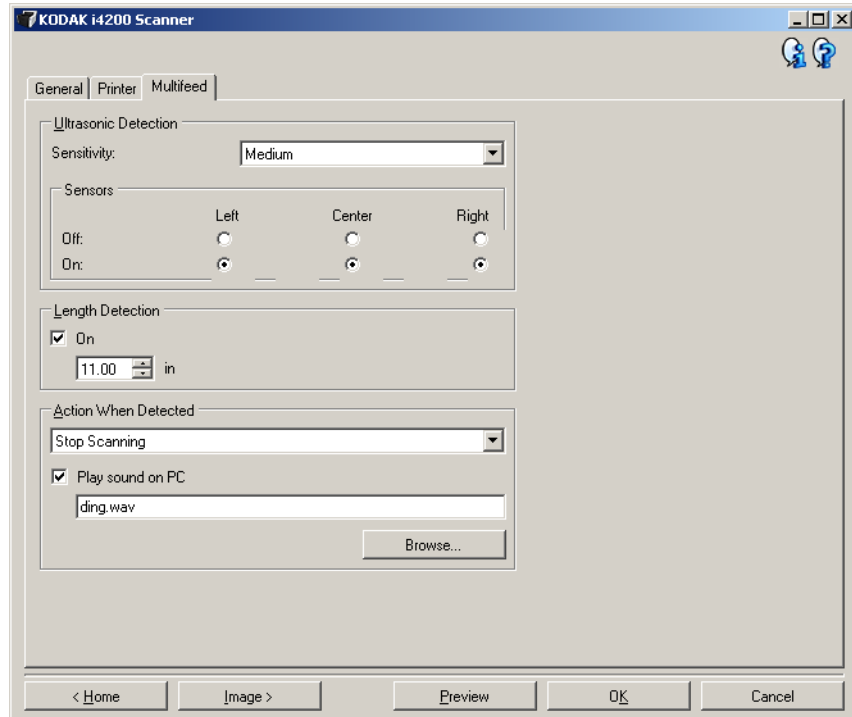 KODAK i4200 Scanner
General Printer Multifeed
Ultrasonic Detection
Sensitivity: Medium
Sensors
Left Center Right
Off:
On:
Length Detection
On
11.00 in
Action When Detected
Stop Scanning
Play sound on PC
ding.wav
Browse...
< Home Image > Preview OK Cancel